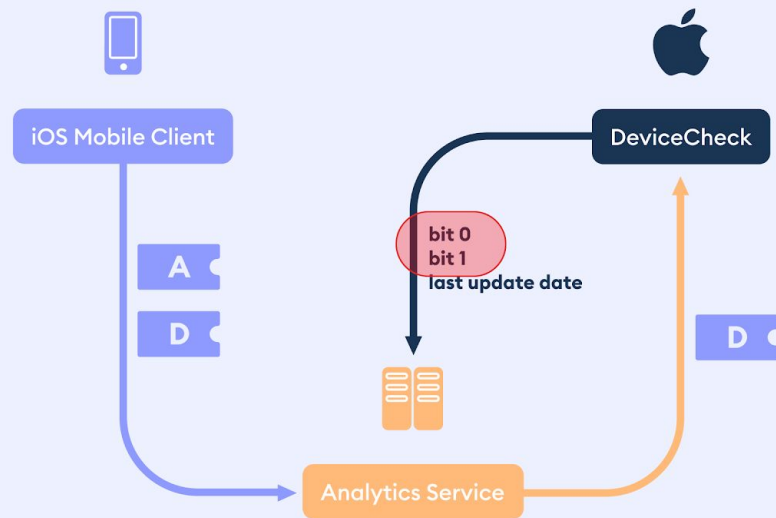 iOS Mobile Client
DeviceCheck
bit 0
bit 1
last update date
A
D
D
Analytics Service